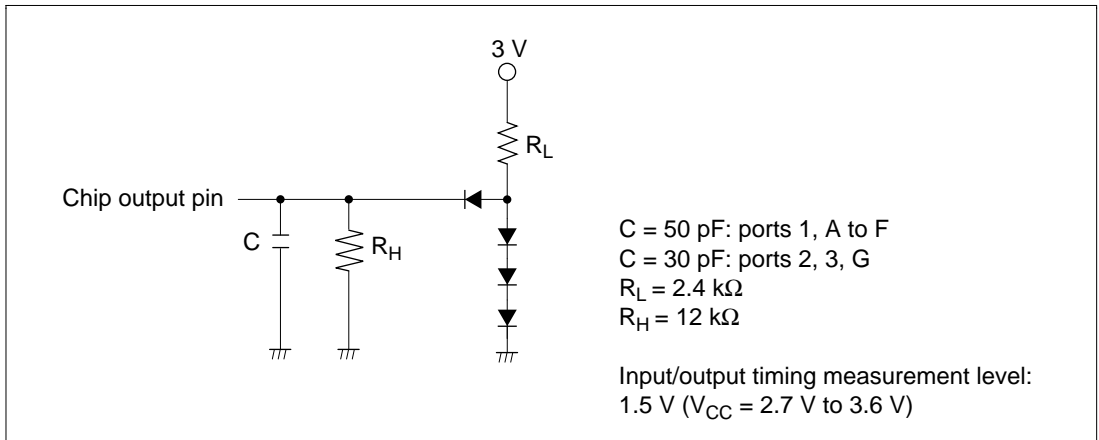 3 V
R_L
Chip output pin
C
R_H
C = 50 pF: ports 1, A to F
C = 30 pF: ports 2, 3, G
R_L = 2.4 kΩ
R_H = 12 kΩ
Input/output timing measurement level:
1.5 V (V_CC = 2.7 V to 3.6 V)